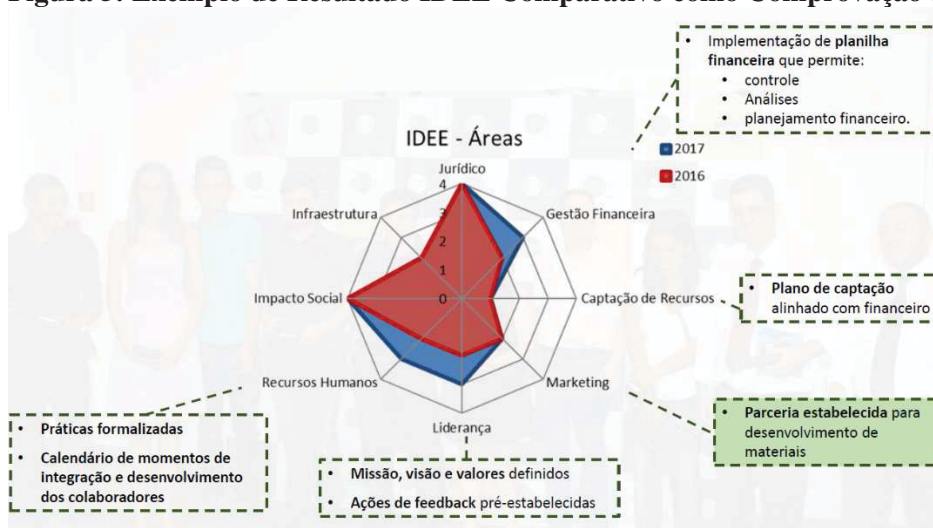 Figura 5: Exemplo de Resultado IDEE Comparativo como Comprovação
• Implementação de planilha
financeira que permite:
• controle
• Análises
• planejamento financeiro.
IDEE - Áreas
2017
2016
Jurídico
4
3
2
1
0
Infraestrutura
Gestão Financeira
Impacto Social
Captação de Recursos
Recursos Humanos
Marketing
Liderança
• Plano de captação
alinhado com financeiro
• Parceria estabelecida para
desenvolvimento de
materiais
• Práticas formalizadas
• Calendário de momentos de
integração e desenvolvimento
dos colaboradores
• Missão, visão e valores definidos
• Ações de feedback pré-estabelecidas